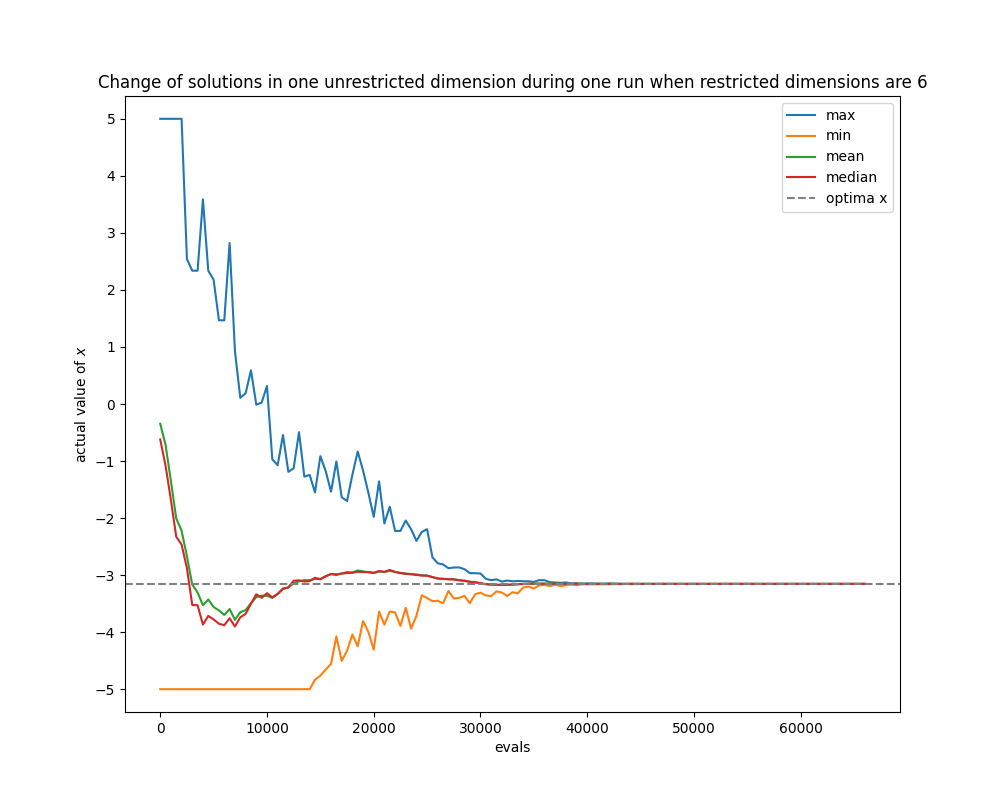 Change of solutions in one unrestricted dimension during one run when restricted dimensions are 6
max
min
mean
median
optima x
5
4
3
2
1
0
−1
−2
−3
−4
−5
actual value of x
0 10000 20000 30000 40000 50000 60000
evals